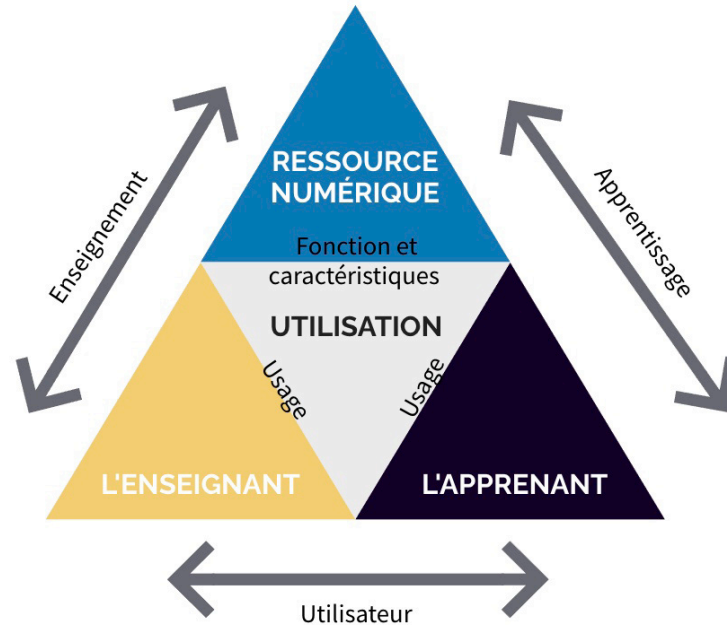 RESSOURCE
NUMÉRIQUE
Enseignement
Apprentissage
Fonction et
caractéristiques
UTILISATION
Usage
Usage
L'ENSEIGNANT
L'APPRENANT
Utilisateur